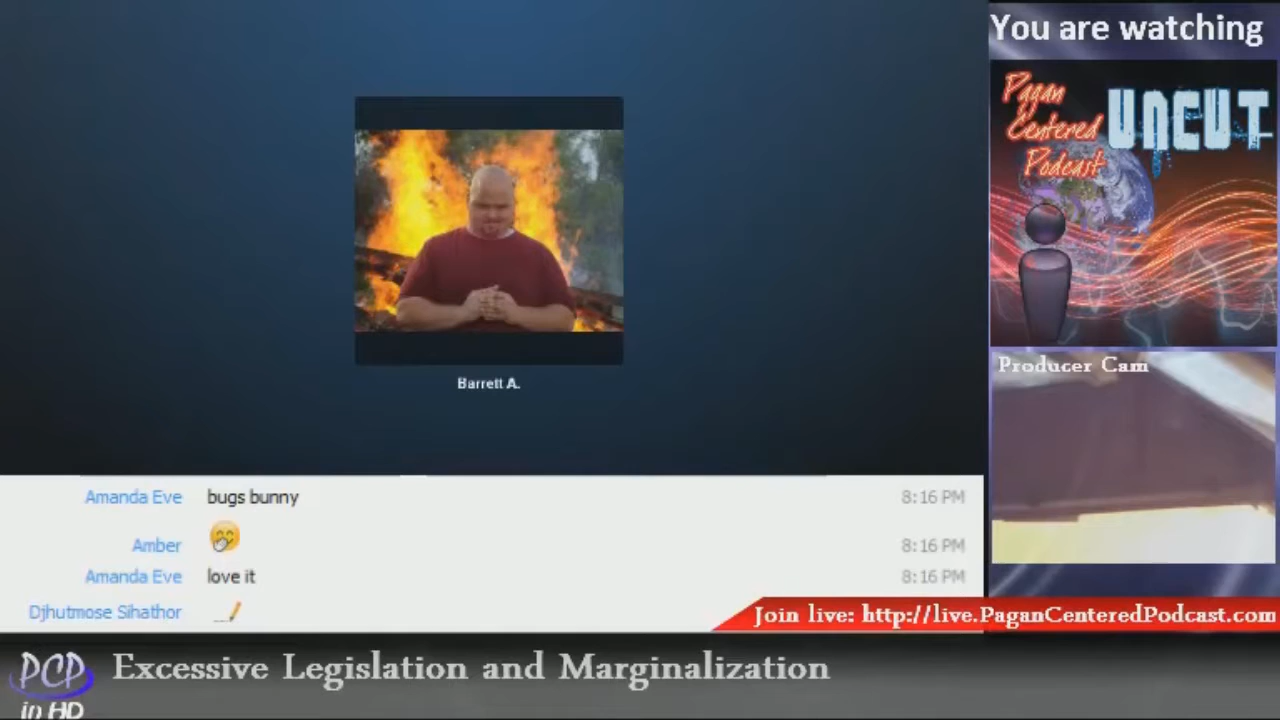 You are watching
Pagan
Centered
Podcast
UNCUT
Producer Cam
Barrett A.
Amanda Eve bugs bunny 8:16 PM
Amber 8:16 PM
Amanda Eve love it 8:16 PM
Djhutmose Sihathor
Join live: http://live.PaganCenteredPodcast.com
PCP
in HD
Excessive Legislation and Marginalization